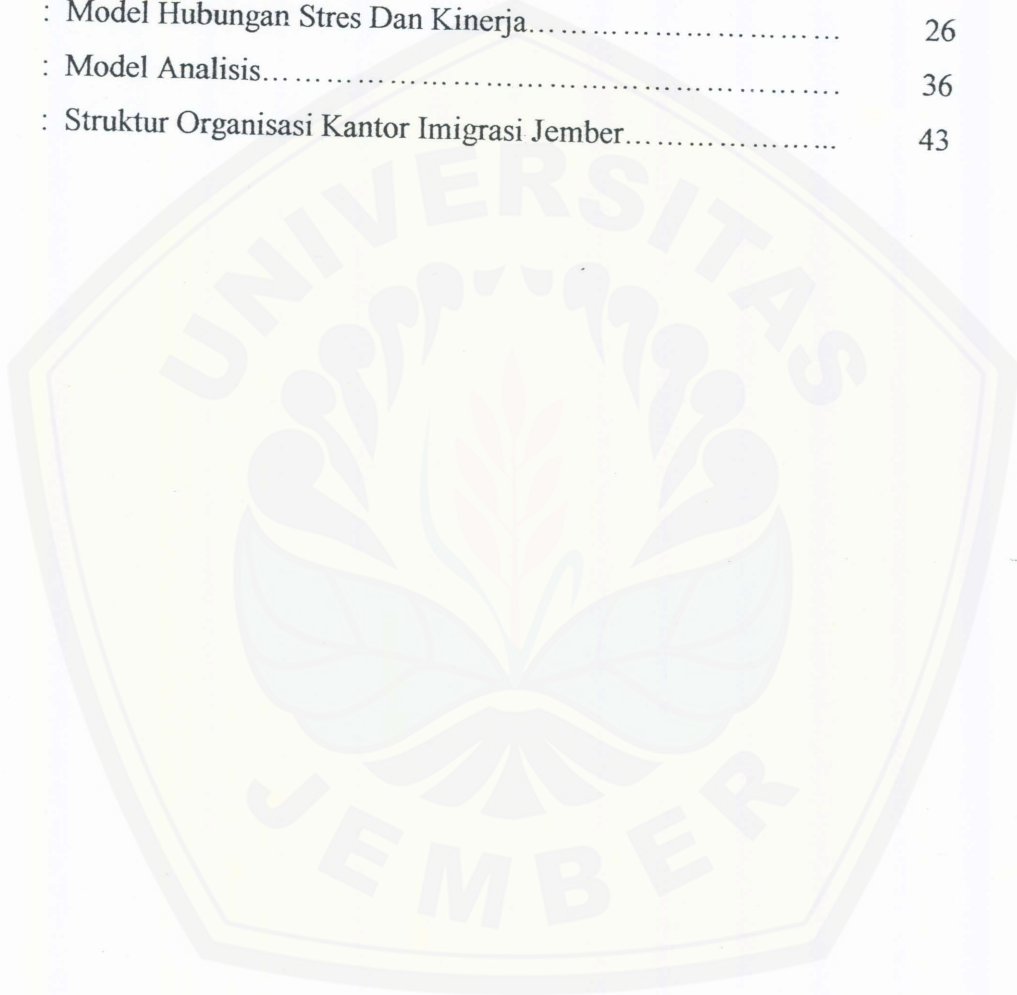 : Model Hubungan Stres Dan Kinerja……………………… 26
: Model Analisis…………………………………………… 36
: Struktur Organisasi Kantor Imigrasi Jember……………… 43
UNIVERSITAS
JEMBER